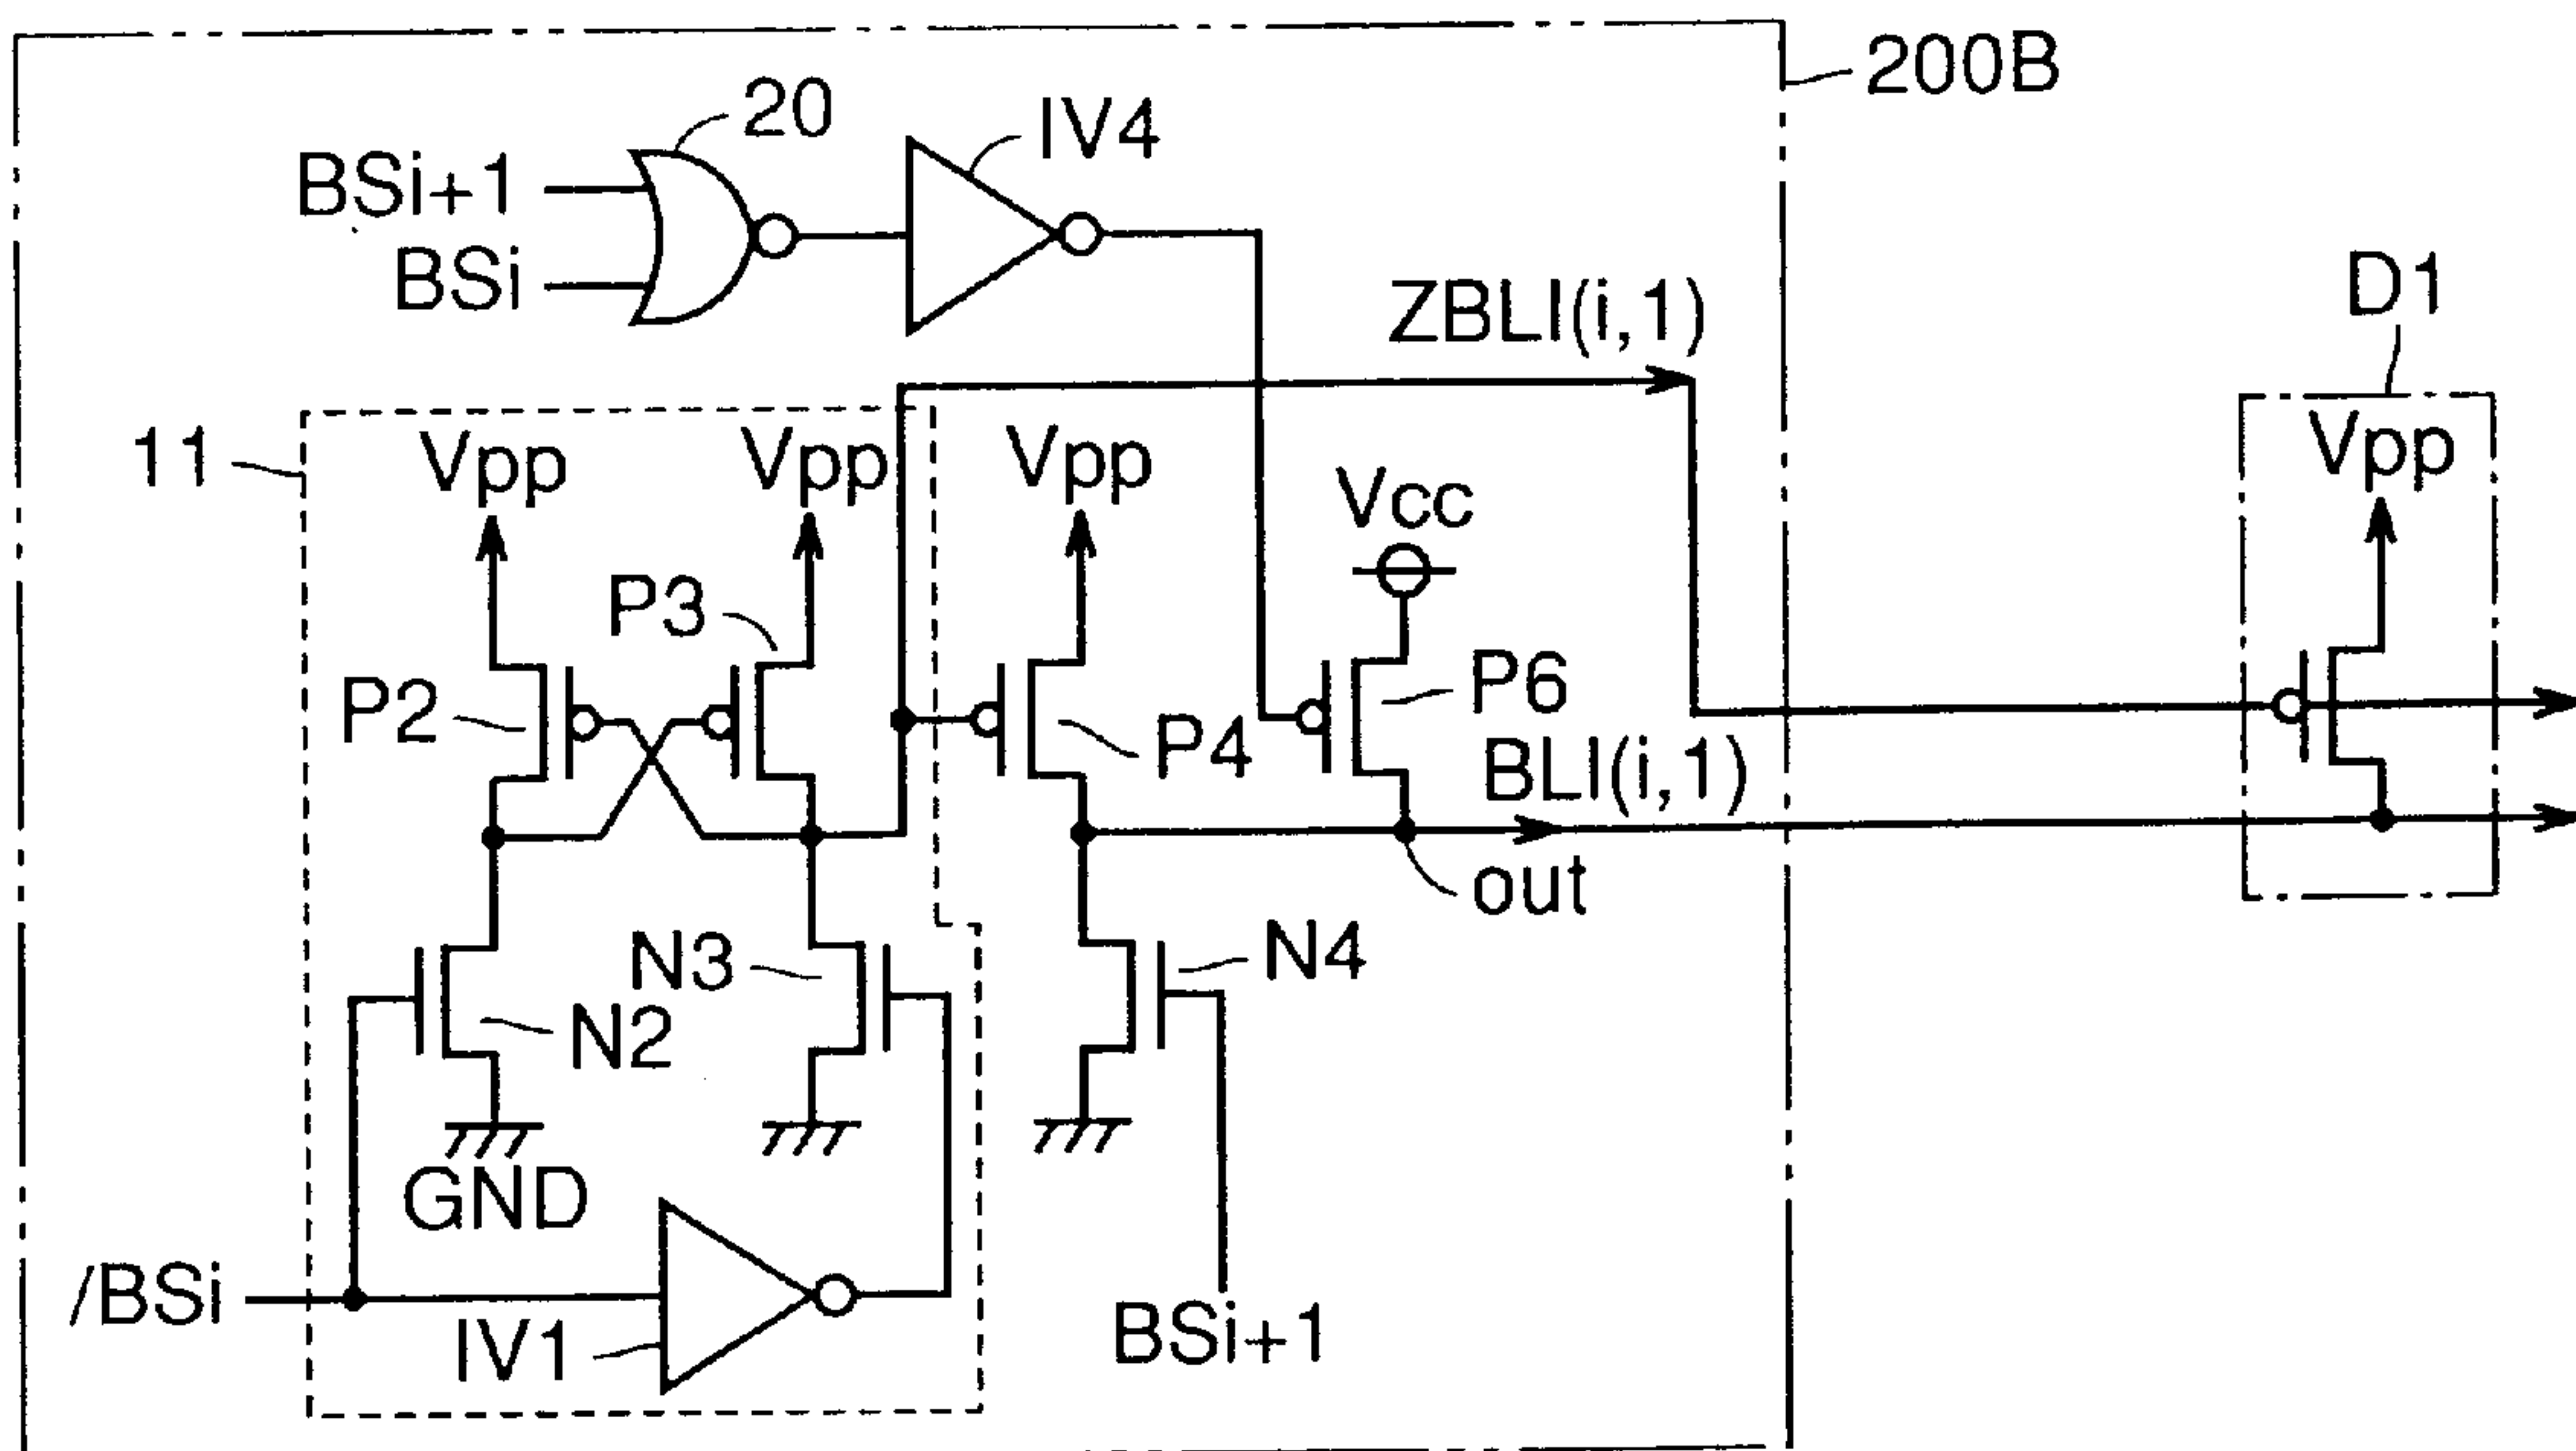 200B
20
IV4
BSi+1
BSi
ZBLI(i,1)
D1
11
Vpp
Vpp
Vpp
Vcc
Vpp
P3
P2
P4
P6
BLI(i,1)
out
N3
N4
N2
GND
/BSi
IV1
BSi+1